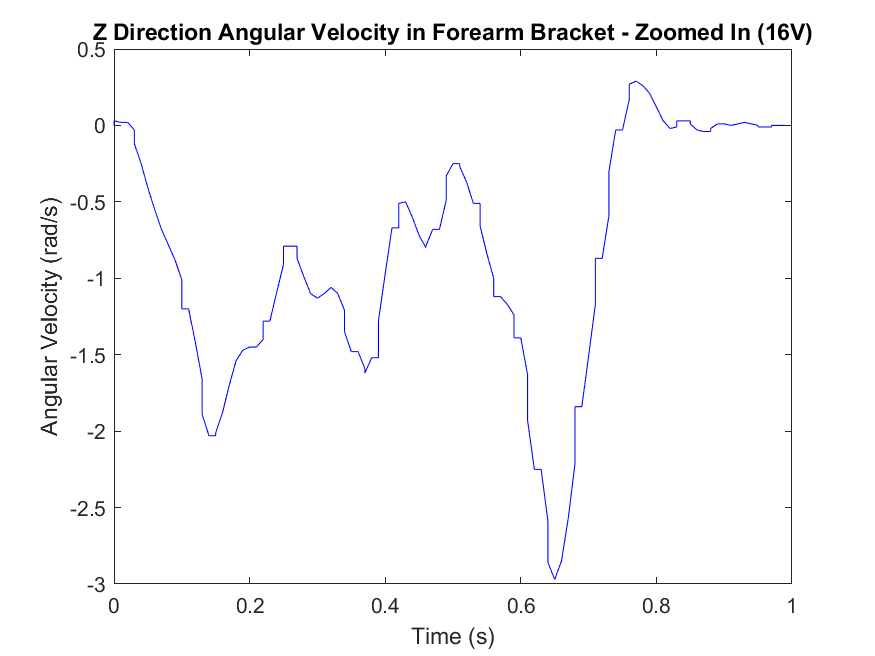 Z Direction Angular Velocity in Forearm Bracket - Zoomed In (16V)
0.5
0
-0.5
-1
-1.5
-2
-2.5
-3
Angular Velocity (rad/s)
0 0.2 0.4 0.6 0.8 1
Time (s)